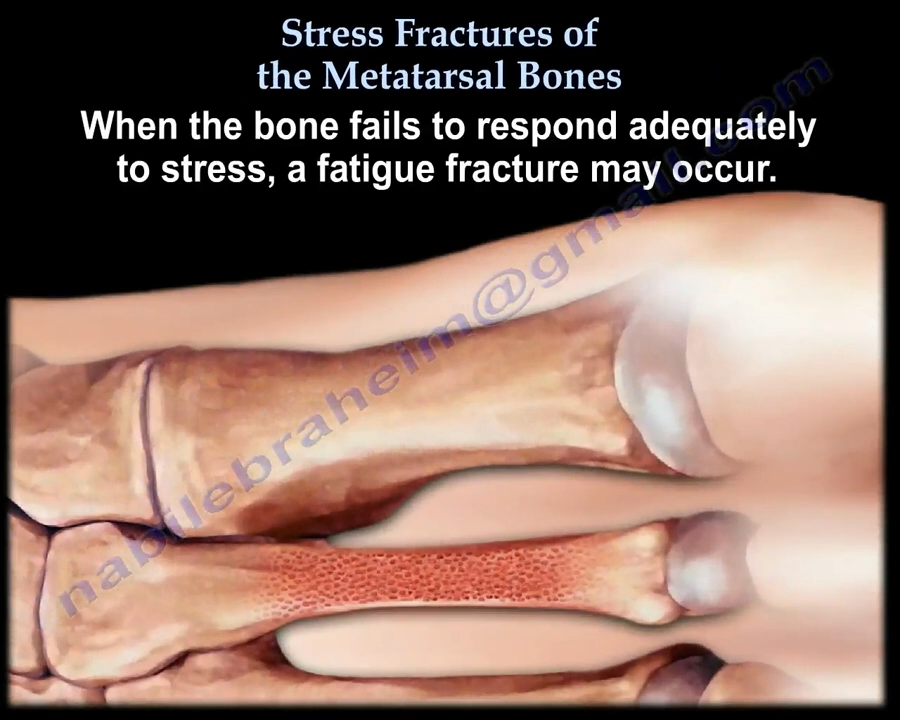 Stress Fractures of
the Metatarsal Bones
When the bone fails to respond adequately
to stress, a fatigue fracture may occur.
nabilebraheim@gmail.com